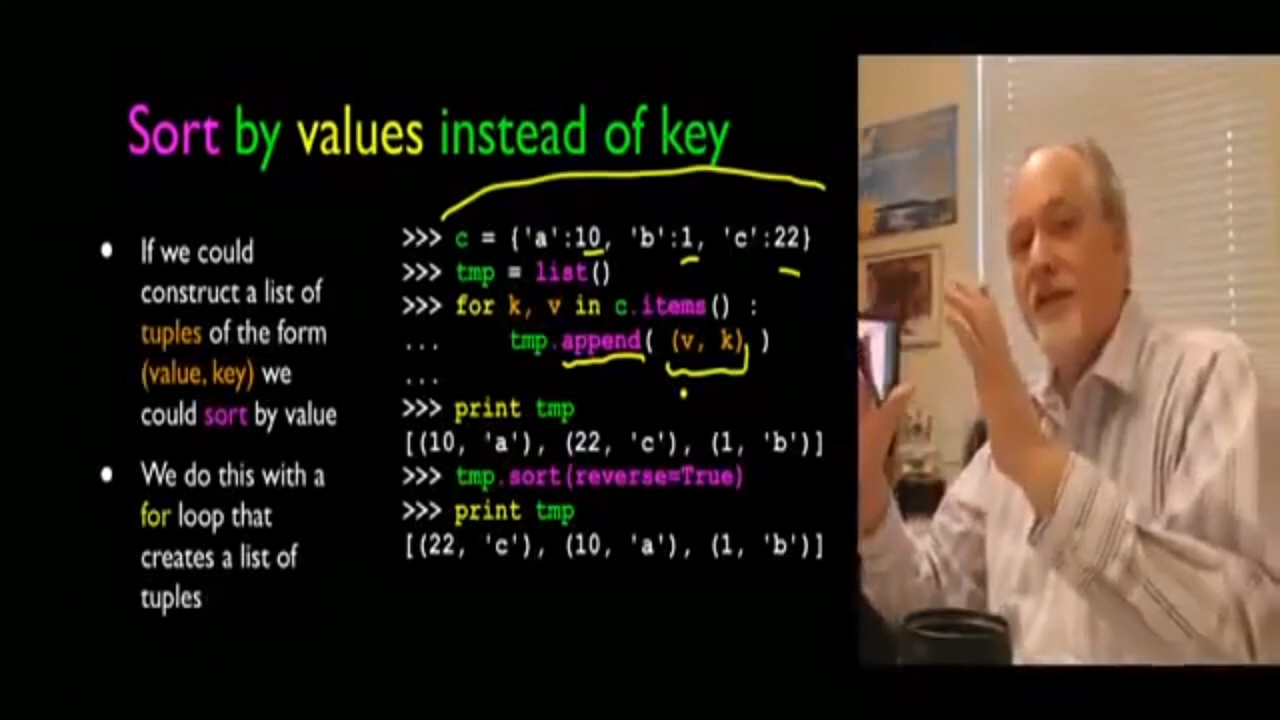 Sort by values instead of key
If we could
construct a list of
tuples of the form
(value, key) we
could sort by value
We do this with a
for loop that
creates a list of
tuples
>>> c = {'a':10, 'b':1, 'c':22}
>>> tmp = list()
>>> for k, v in c.items() :
...     tmp.append( (v, k) )
...
>>> print tmp
[(10, 'a'), (22, 'c'), (1, 'b')]
>>> tmp.sort(reverse=True)
>>> print tmp
[(22, 'c'), (10, 'a'), (1, 'b')]